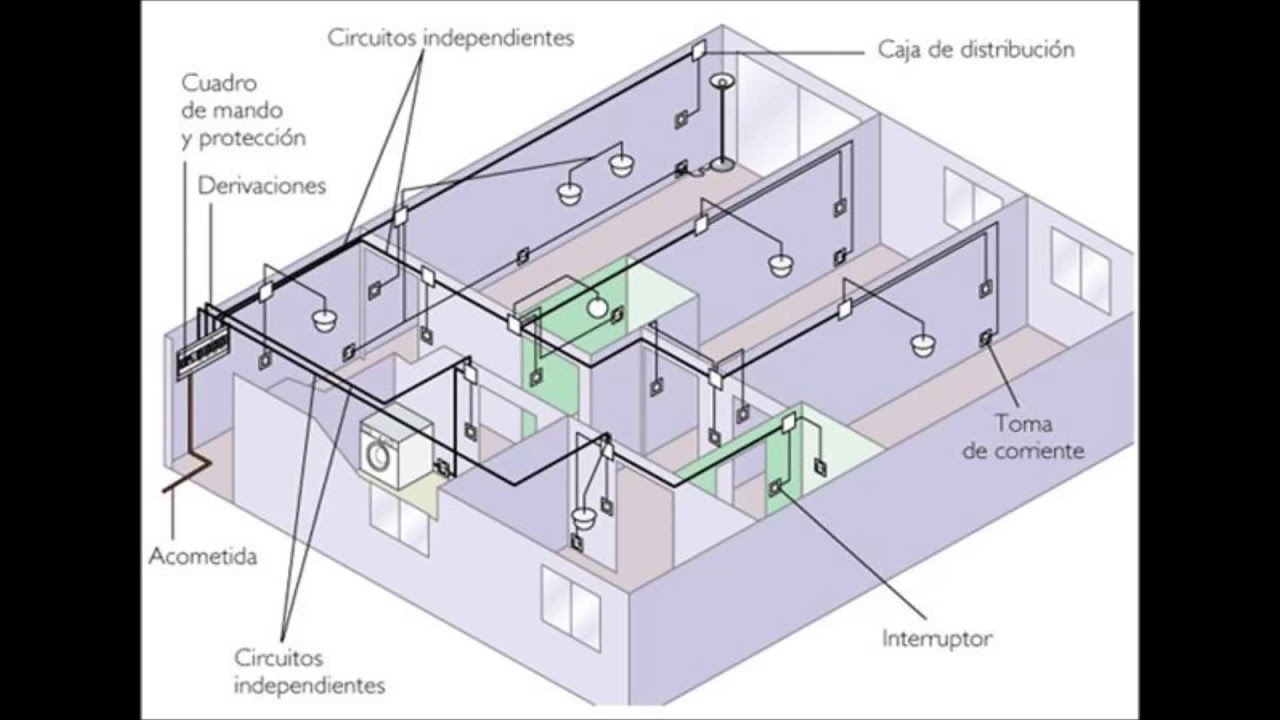 Circuitos independientes
Caja de distribución
Cuadro
de mando
y protección
Derivaciones
Toma
de corriente
Acometida
Interruptor
Circuitos
independientes